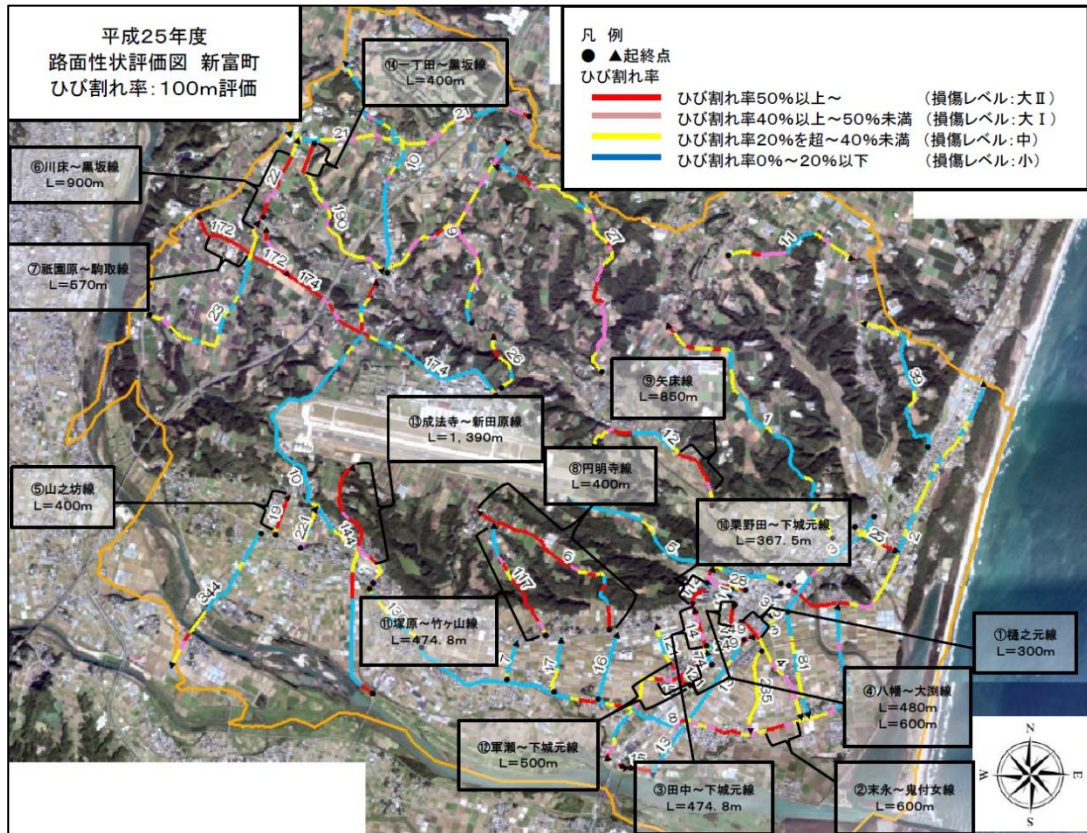 平成25年度
路面性状評価図 新富町
ひび割れ率:100m評価
凡 例
● ▲起終点
ひび割れ率
ひび割れ率50%以上~ (損傷レベル:大Ⅱ)
ひび割れ率40%以上~50%未満 (損傷レベル:大Ⅰ)
ひび割れ率20%を超~40%未満 (損傷レベル:中)
ひび割れ率0%~20%以下 (損傷レベル:小)
⑭一丁田~黒坂線
L=400m
⑥川床~黒坂線
L=900m
⑦祇園原~駒取線
L=570m
⑨矢床線
L=850m
⑬成法寺~新田原線
L=1,390m
⑧円明寺線
L=400m
⑤山之坊線
L=400m
⑩栗野田~下城元線
L=367.5m
⑪塚原~竹ヶ山線
L=474.8m
①樋之元線
L=300m
④八幡~大渕線
L=480m
L=600m
⑫軍瀬~下城元線
L=500m
③田中~下城元線
L=474.8m
②末永~鬼付女線
L=600m
21
21
10
22
190
172
172
174
174
23
9
27
11
39
26
1
12
10
19
221
144
344
117
6
5
3
25
2
28
13
17
16
14
4
235
81
8
13
N
W
E
S